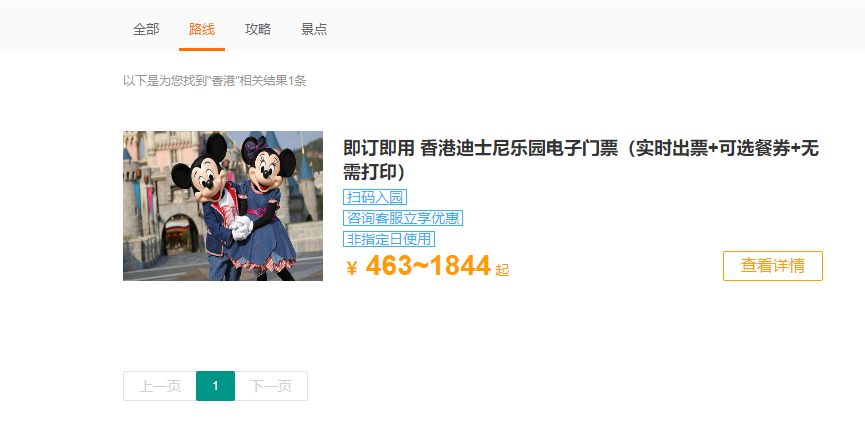 全部 路线 攻略 景点
以下是为您找到"香港"相关结果1条
即订即用 香港迪士尼乐园电子门票（实时出票+可选餐券+无
需打印）
扫码入园
咨询客服立享优惠
非指定日使用
¥ 463~1844 起
查看详情
上一页 1 下一页